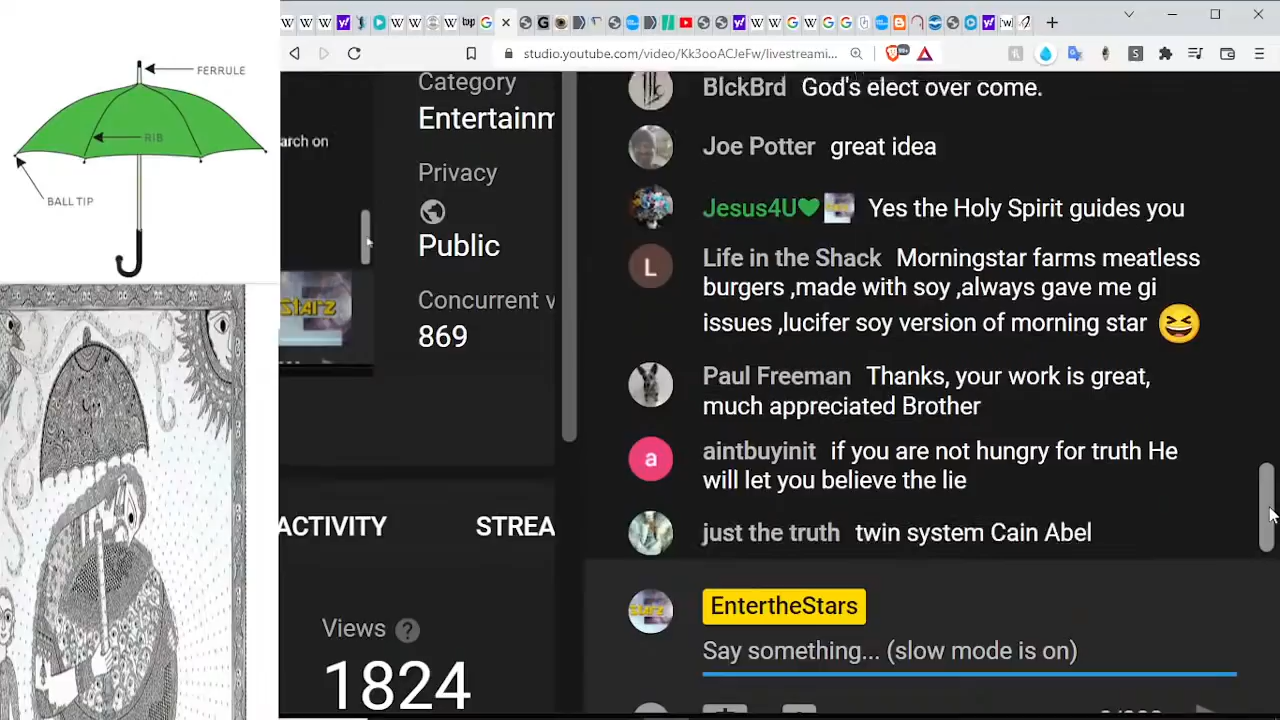 FERRULE
RIB
BALL TIP
studio.youtube.com/video/Kk3ooACJeFw/livestreami...
99+
arch on
Starz
Category
Entertainm
Privacy
Public
Concurrent v
869
ACTIVITY
STREA
Views ?
1824
BlckBrd God's elect over come.
Joe Potter great idea
Jesus4U💚 Yes the Holy Spirit guides you
L
Life in the Shack Morningstar farms meatless
burgers ,made with soy ,always gave me gi
issues ,lucifer soy version of morning star 😆
Paul Freeman Thanks, your work is great,
much appreciated Brother
a
aintbuyinit if you are not hungry for truth He
will let you believe the lie
just the truth twin system Cain Abel
Starz
EntertheStars
Say something... (slow mode is on)